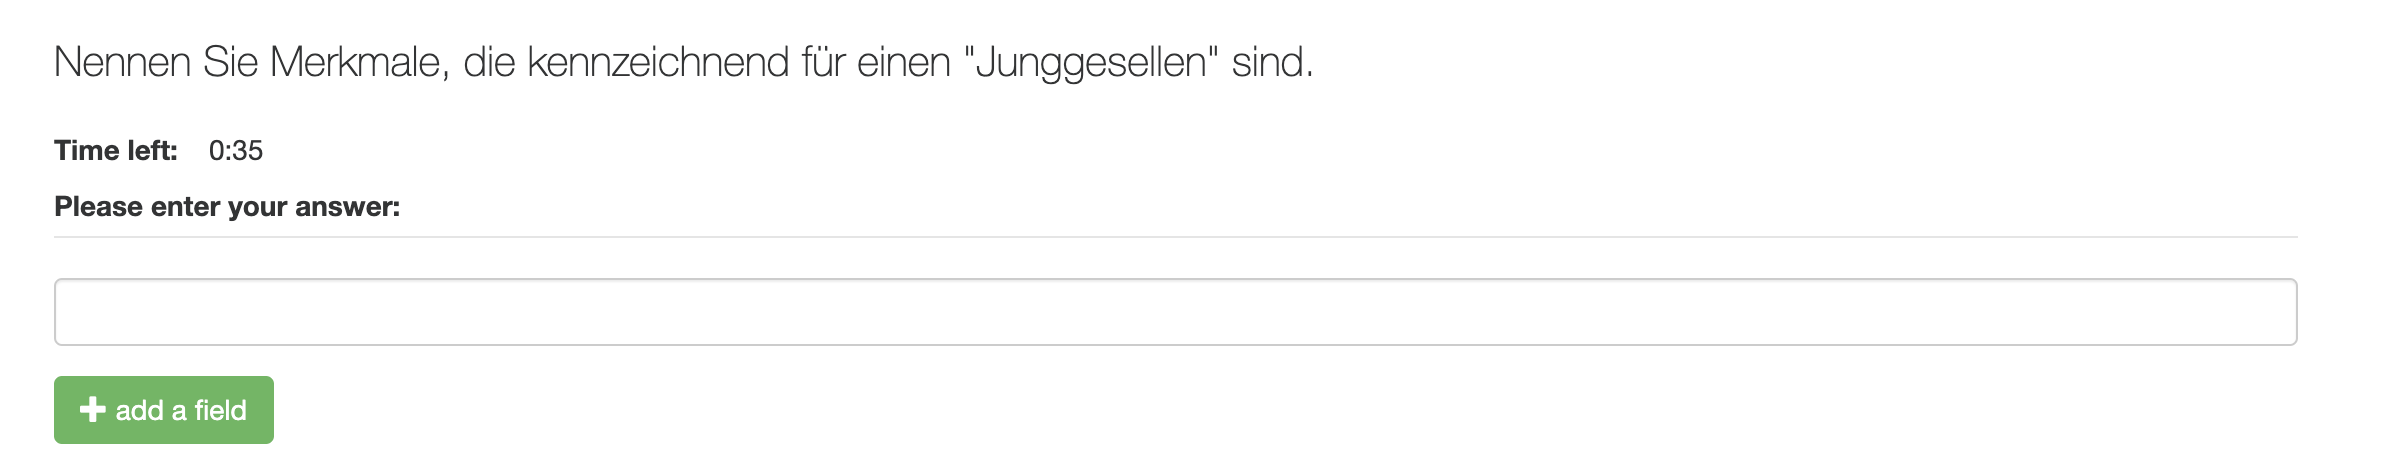 Nennen Sie Merkmale, die kennzeichnend für einen "Junggesellen" sind.
Time left: 0:35
Please enter your answer:
add a field